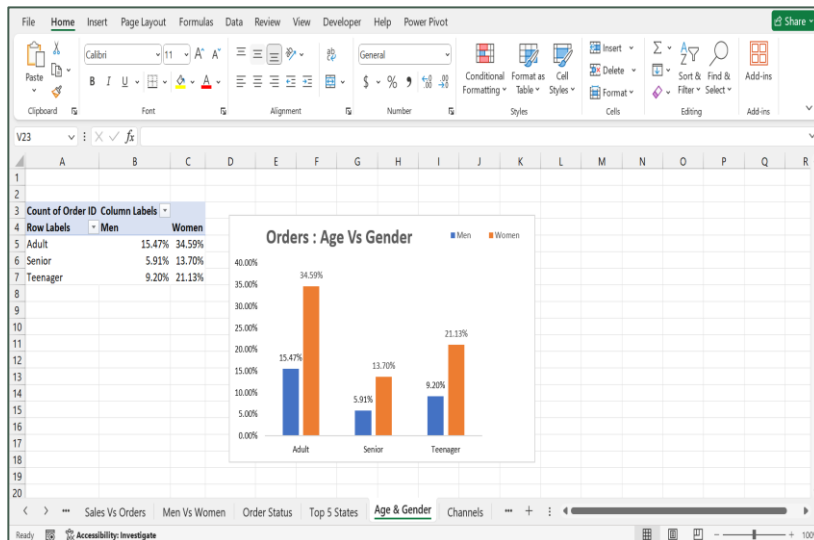 File Home Insert Page Layout Formulas Data Review View Developer Help Power Pivot Share
Paste
Calibri 11 A^ A˅
B I U A
ab
General
$ % 9 .00
Conditional Formatting
Format as Table
Cell Styles
Insert
Delete
Format
Sort & Filter
Find & Select
Add-ins
Clipboard Font Alignment Number Styles Cells Editing Add-ins
V23 fx
A B C D E F G H I J K L M N O P Q R
1
2
3 Count of Order ID Column Labels
4 Row Labels Men Women
5 Adult 15.47% 34.59%
6 Senior 5.91% 13.70%
7 Teenager 9.20% 21.13%
8
9
10
11
12
13
14
15
16
17
18
19
20
Orders : Age Vs Gender
Men Women
40.00%
35.00%
30.00%
25.00%
20.00%
15.00%
10.00%
5.00%
0.00%
15.47% 34.59%
5.91% 13.70%
9.20% 21.13%
Adult Senior Teenager
Sales Vs Orders Men Vs Women Order Status Top 5 States Age & Gender Channels
Ready Accessibility: Investigate 100%